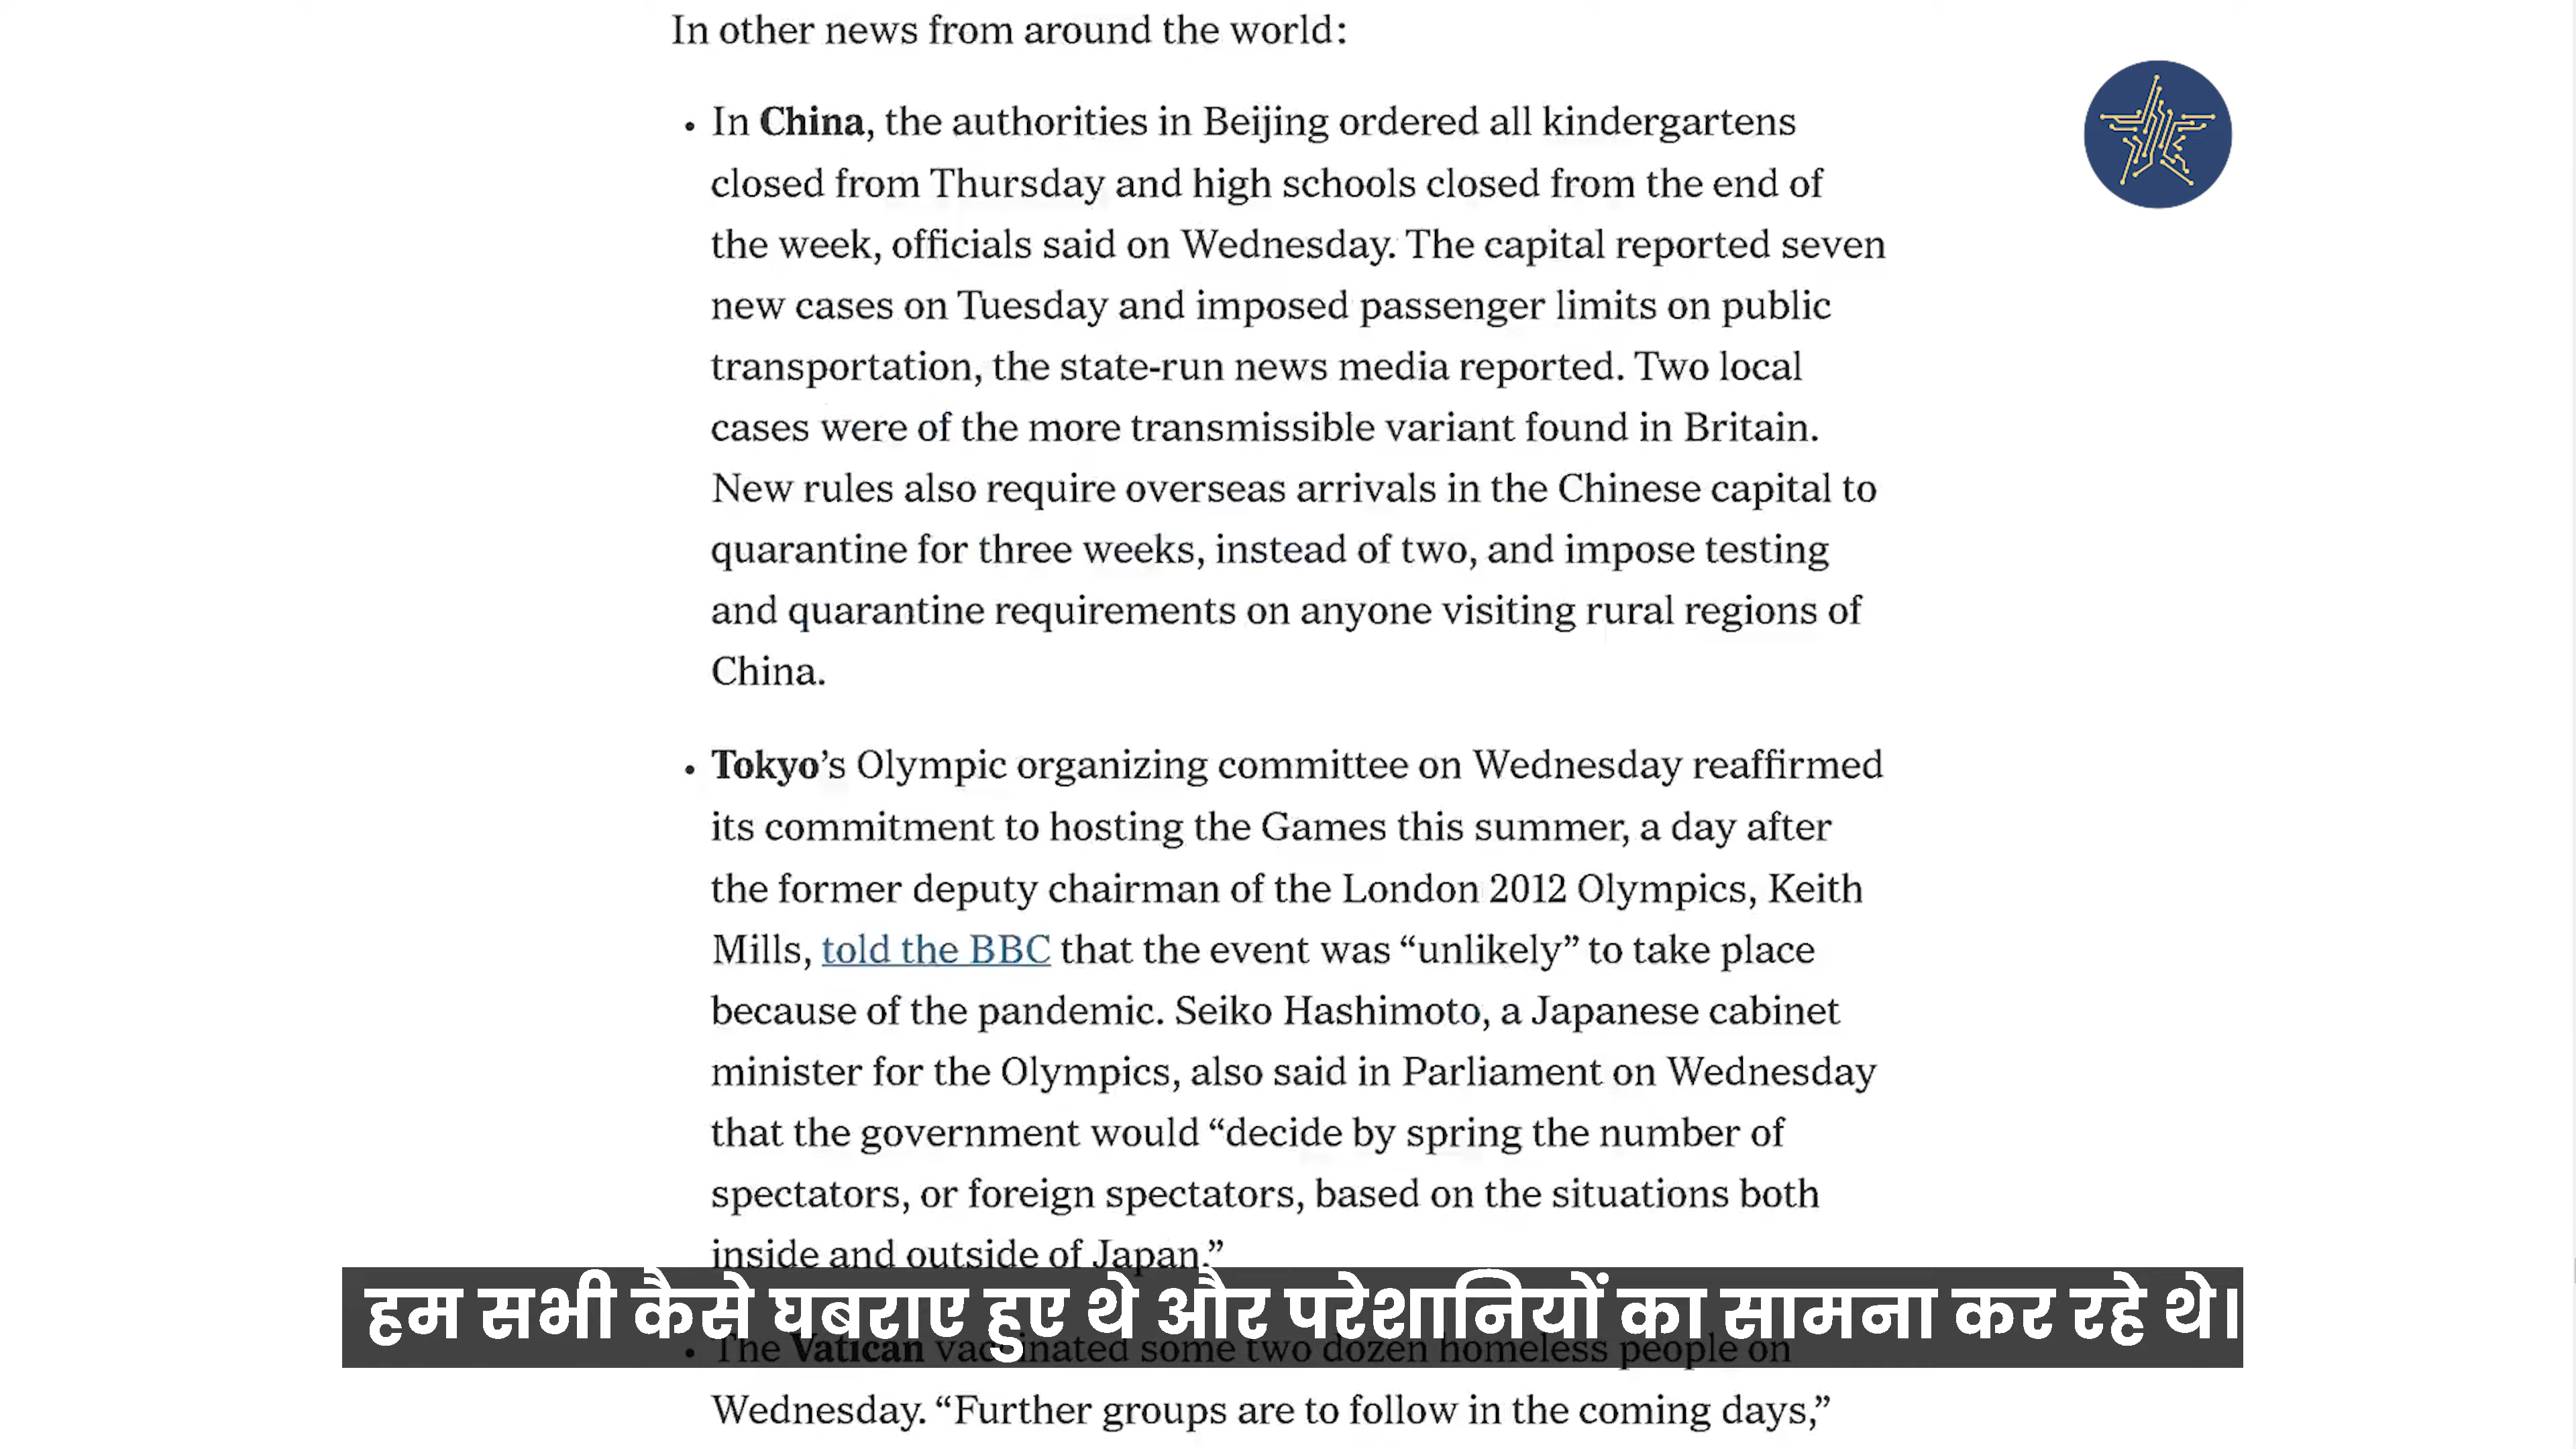 In other news from around the world:
• In China, the authorities in Beijing ordered all kindergartens
closed from Thursday and high schools closed from the end of
the week, officials said on Wednesday. The capital reported seven
new cases on Tuesday and imposed passenger limits on public
transportation, the state-run news media reported. Two local
cases were of the more transmissible variant found in Britain.
New rules also require overseas arrivals in the Chinese capital to
quarantine for three weeks, instead of two, and impose testing
and quarantine requirements on anyone visiting rural regions of
China.
• Tokyo’s Olympic organizing committee on Wednesday reaffirmed
its commitment to hosting the Games this summer, a day after
the former deputy chairman of the London 2012 Olympics, Keith
Mills, told the BBC that the event was “unlikely” to take place
because of the pandemic. Seiko Hashimoto, a Japanese cabinet
minister for the Olympics, also said in Parliament on Wednesday
that the government would “decide by spring the number of
spectators, or foreign spectators, based on the situations both
inside and outside of Japan.”
हम सभी कैसे घबराए हुए थे और परेशानियों का सामना कर रहे थे।
• The Vatican vaccinated some two dozen homeless people on
Wednesday. “Further groups are to follow in the coming days,”